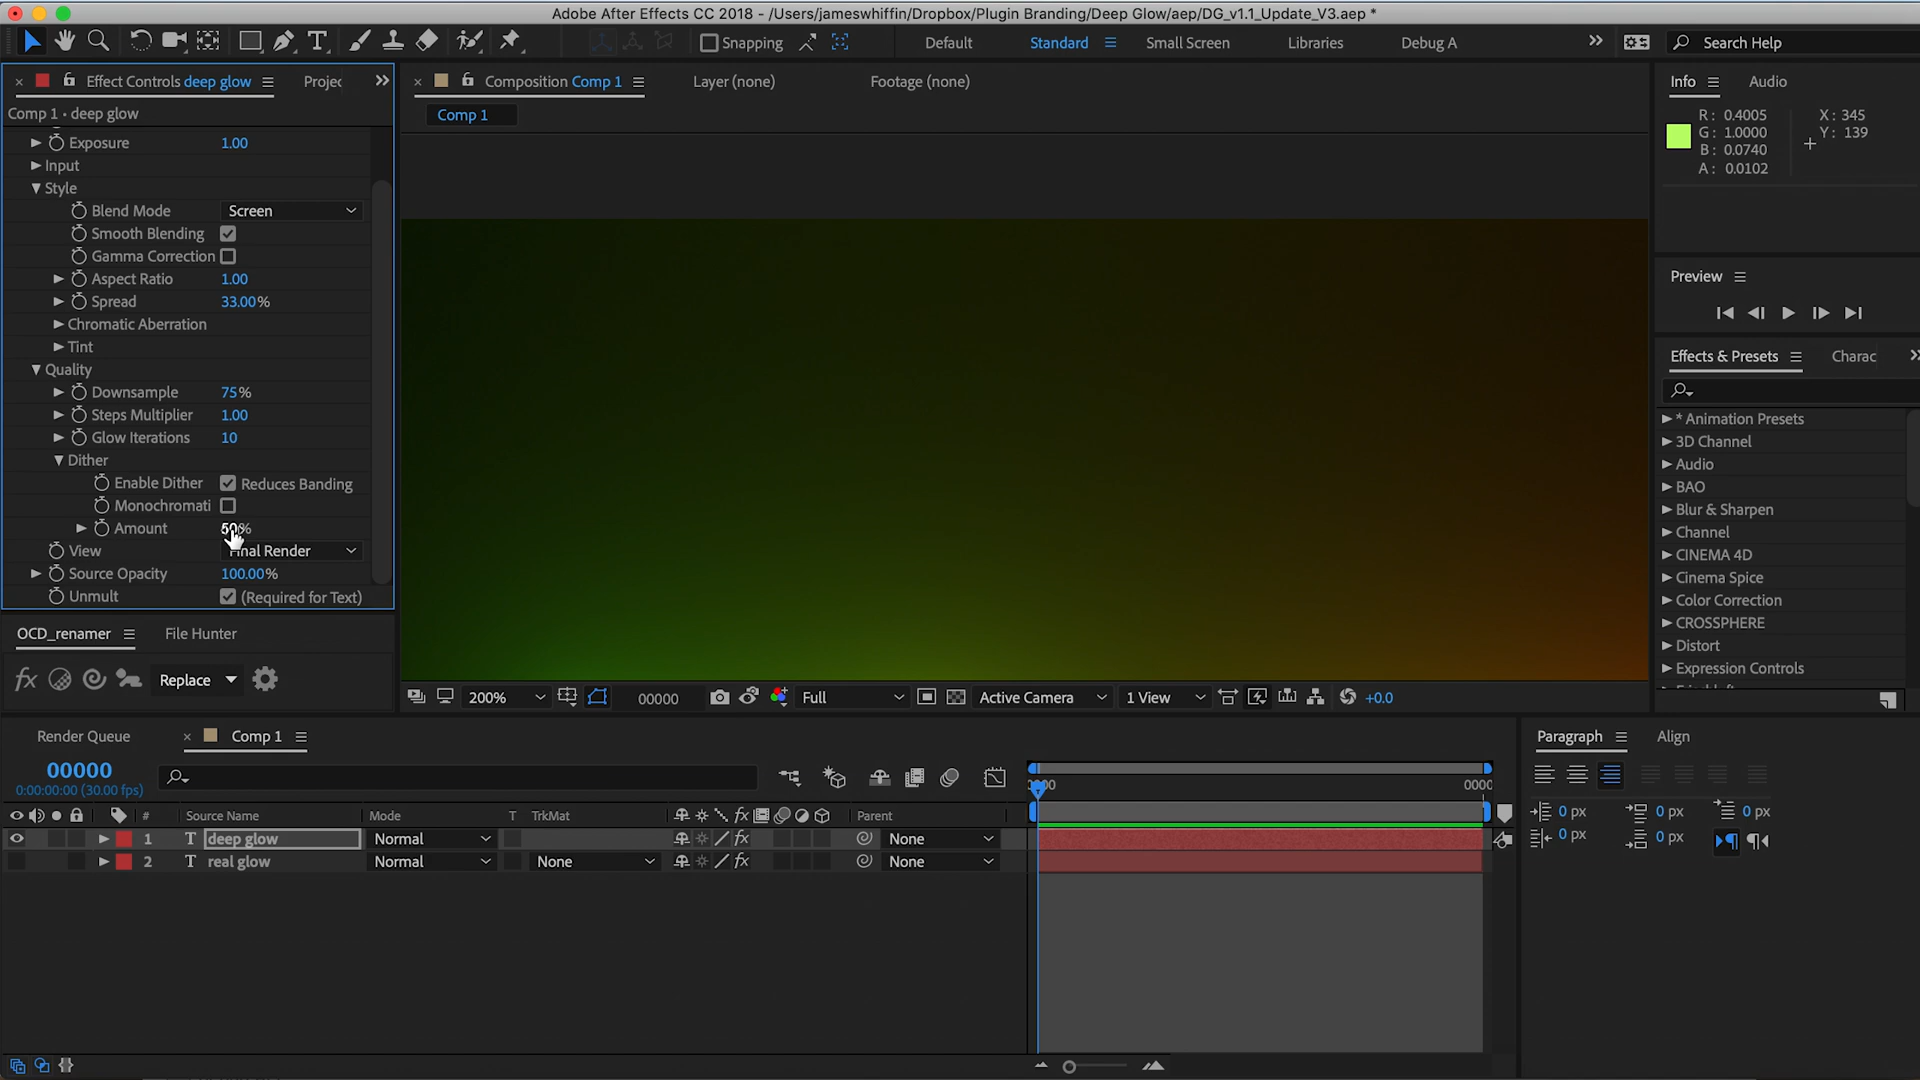 Adobe After Effects CC 2018 - /Users/jameswhiffin/Dropbox/Plugin Branding/Deep Glow/aep/DG_v1.1_Update_V3.aep *
Snapping
Default
Standard
Small Screen
Libraries
Debug A
Search Help
Effect Controls deep glow
Projec
Composition Comp 1
Layer (none)
Footage (none)
Info
Audio
Comp 1 • deep glow
Comp 1
R: 0.4005
G: 1.0000
B: 0.0740
A: 0.0102
X: 345
Y: 139
Exposure 1.00
Input
Style
Blend Mode Screen
Smooth Blending
Gamma Correction
Aspect Ratio 1.00
Spread 33.00%
Chromatic Aberration
Tint
Quality
Downsample 75%
Steps Multiplier 1.00
Glow Iterations 10
Dither
Enable Dither Reduces Banding
Monochromati
Amount 50%
View Final Render
Source Opacity 100.00%
Unmult (Required for Text)
Preview
Effects & Presets
Charac
* Animation Presets
3D Channel
Audio
BAO
Blur & Sharpen
Channel
CINEMA 4D
Cinema Spice
Color Correction
CROSSPHERE
Distort
Expression Controls
OCD_renamer
File Hunter
fx
Replace
200%
00000
Full
Active Camera
1 View
+0.0
Render Queue
Comp 1
00000
0:00:00:00 (30.00 fps)
0000
0000
# Source Name Mode T TrkMat fx Parent
1 T deep glow Normal fx None
2 T real glow Normal None fx None
Paragraph
Align
0 px 0 px 0 px
0 px 0 px